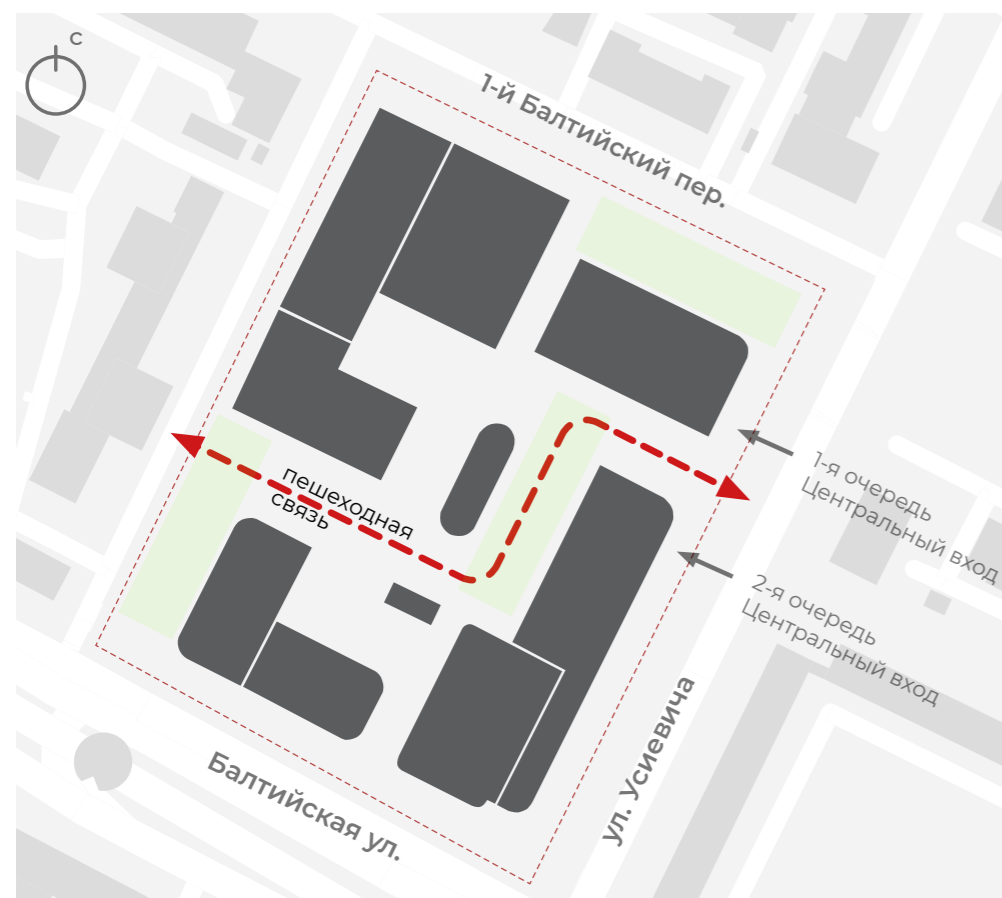 С
1-й Балтийский пер.
пешеходная
связь
1-я очередь
Центральный вход
2-я очередь
Центральный вход
ул. Усиевича
Балтийская ул.